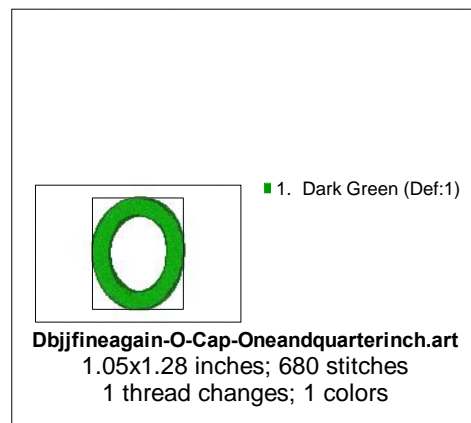 1. Dark Green (Def:1)
O
Dbjjfineagain-O-Cap-Oneandquarterinch.art
1.05x1.28 inches; 680 stitches
1 thread changes; 1 colors